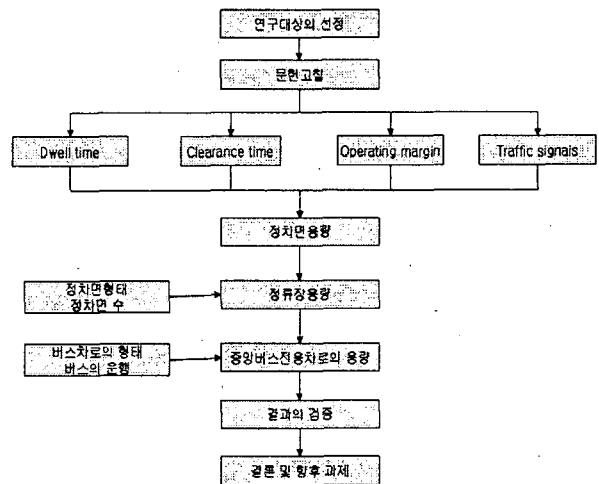 연구대상의 선정
문헌고찰
Dwell time
Clearance time
Operating margin
Traffic signals
정차면용량
정차면형태
정차면 수
정류장용량
버스차로의 형태
버스의 운행
중앙버스전용차로의 용량
결과의 검증
결론 및 향후 과제